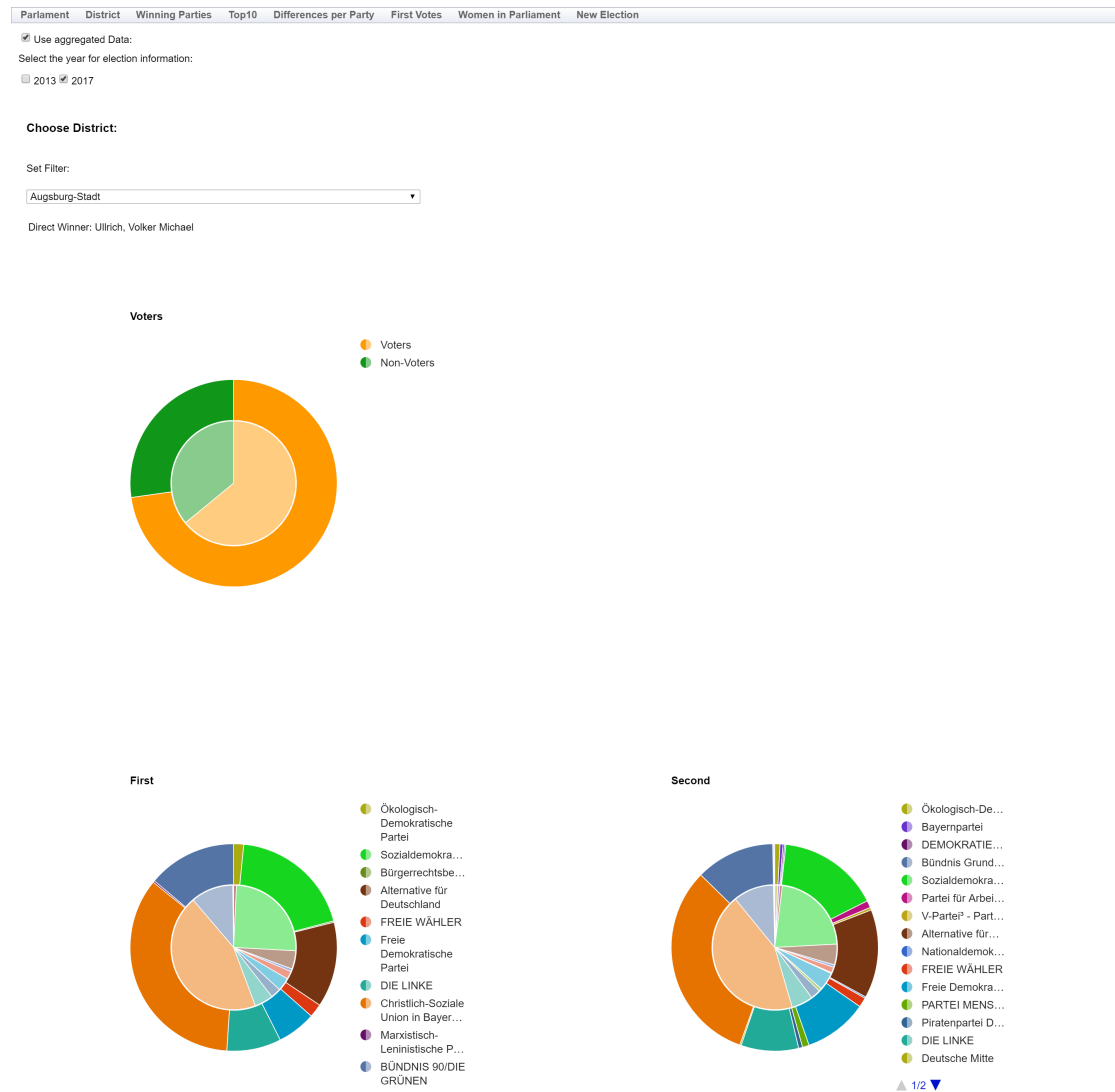 Parlament District Winning Parties Top10 Differences per Party First Votes Women in Parliament New Election
Use aggregated Data:
Select the year for election information:
2013 2017
Choose District:
Set Filter:
Augsburg-Stadt
Direct Winner: Ullrich, Volker Michael
Voters
Voters
Non-Voters
First
Ökologisch-
Demokratische
Partei
Sozialdemokra...
Bürgerrechtsbe...
Alternative für
Deutschland
FREIE WÄHLER
Freie
Demokratische
Partei
DIE LINKE
Christlich-Soziale
Union in Bayer...
Marxistisch-
Leninistische P...
BÜNDNIS 90/DIE
GRÜNEN
Second
Ökologisch-De...
Bayernpartei
DEMOKRATIE...
Bündnis Grund...
Sozialdemokra...
Partei für Arbei...
V-Partei³ - Part...
Alternative für...
Nationaldemok...
FREIE WÄHLER
Freie Demokra...
PARTEI MENS...
Piratenpartei D...
DIE LINKE
Deutsche Mitte
1/2